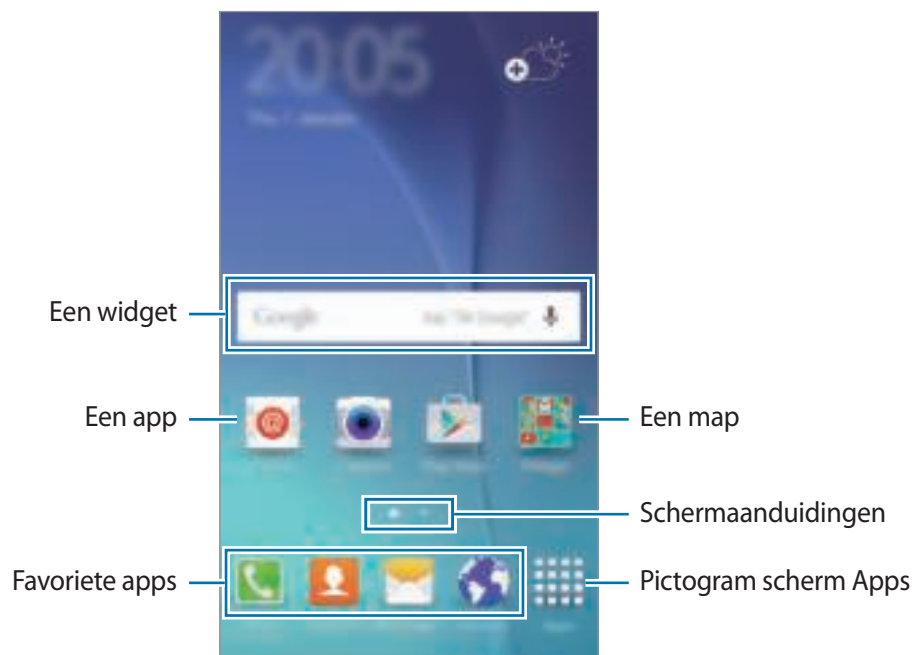 20:05
Een widget
Google
Een app
Een map
Schermaanduidingen
Favoriete apps
Pictogram scherm Apps